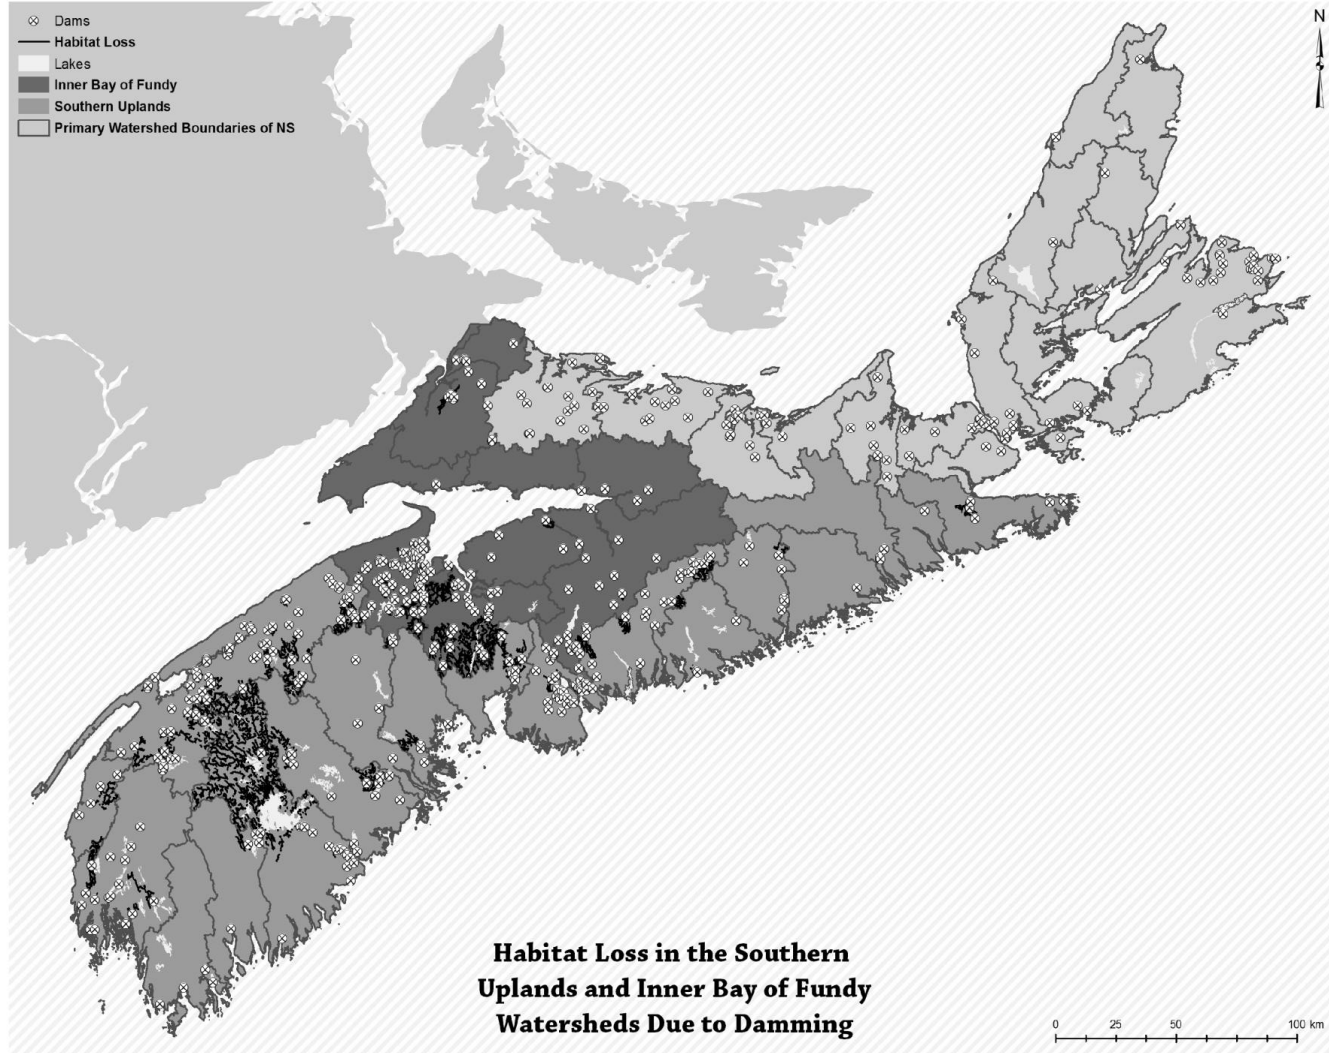 Dams
Habitat Loss
Lakes
Inner Bay of Fundy
Southern Uplands
Primary Watershed Boundaries of NS
N
Habitat Loss in the Southern
Uplands and Inner Bay of Fundy
Watersheds Due to Damming
0 25 50 100 km